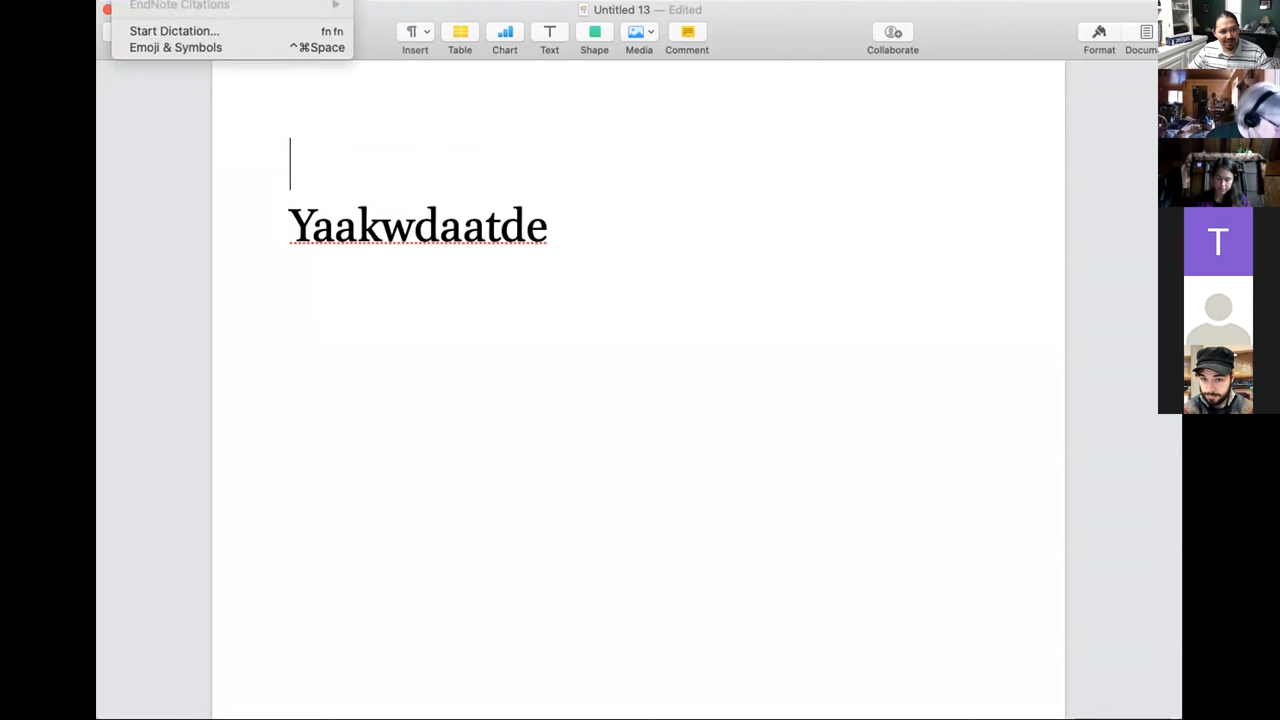 EndNote Citations
Start Dictation... fn fn
Emoji & Symbols ^⌘Space
Untitled 13 — Edited
Insert Table Chart Text Shape Media Comment Collaborate Format Docum
Yaakwdaatde
T